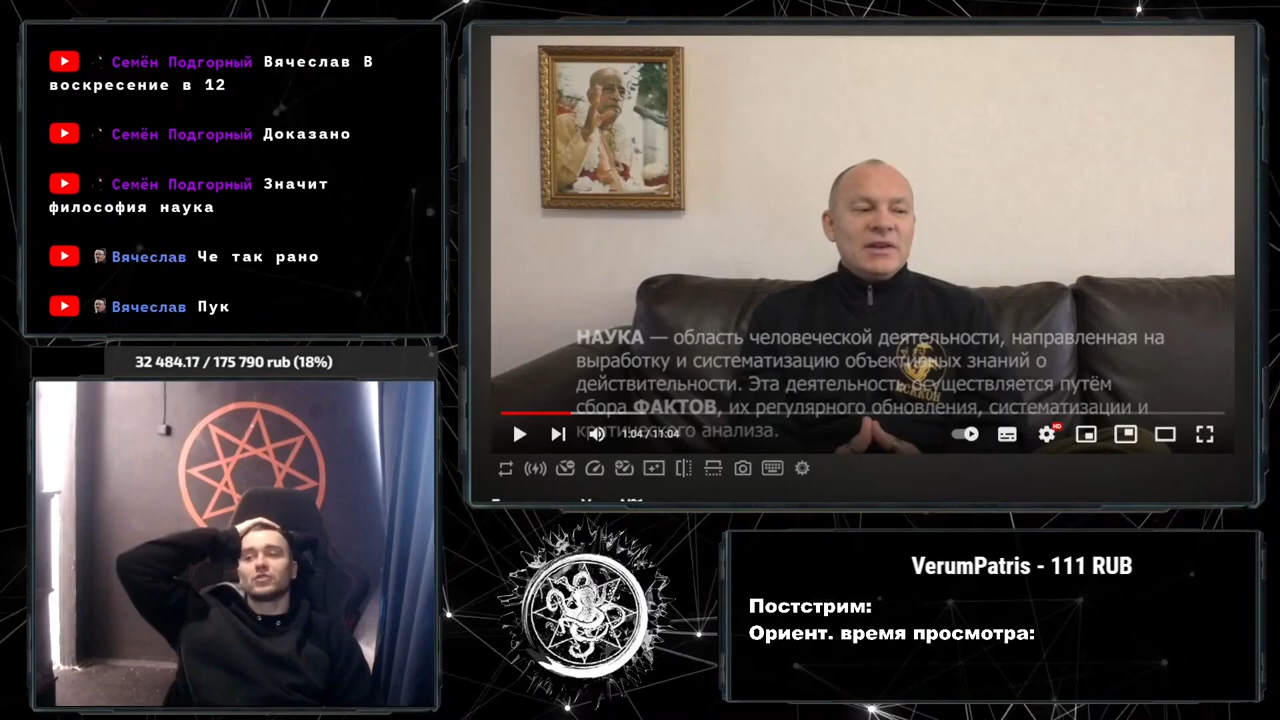 Семён Подгорный Вячеслав В
воскресение в 12
Семён Подгорный Доказано
Семён Подгорный Значит
философия наука
Вячеслав Че так рано
Вячеслав Пук
32 484.17 / 175 790 rub (18%)
НАУКА — область человеческой деятельности, направленная на
выработку и систематизацию объективных знаний о
действительности. Эта деятельность осуществляется путём
сбора ФАКТОВ, их регулярного обновления, систематизации и
критического анализа.
1:04 / 11:04
HD
VerumPatris - 111 RUB
Постстрим:
Ориент. время просмотра: